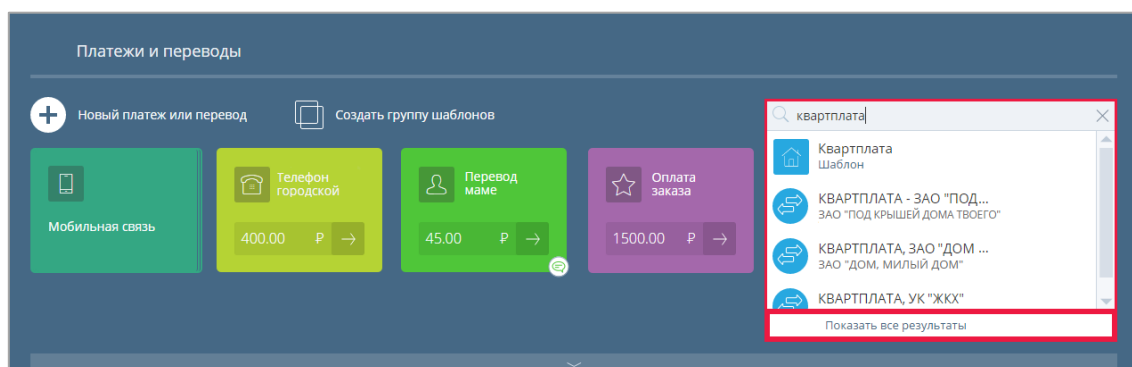 Платежи и переводы
Новый платеж или перевод
Создать группу шаблонов
квартплата
Мобильная связь
Телефон
городской
400.00 ₽
Перевод
маме
45.00 ₽
Оплата
заказа
1500.00 ₽
Квартплата
Шаблон
КВАРТПЛАТА - ЗАО "ПОД...
ЗАО "ПОД КРЫШЕЙ ДОМА ТВОЕГО"
КВАРТПЛАТА, ЗАО "ДОМ ...
ЗАО "ДОМ, МИЛЫЙ ДОМ"
КВАРТПЛАТА, УК "ЖКХ"
Показать все результаты